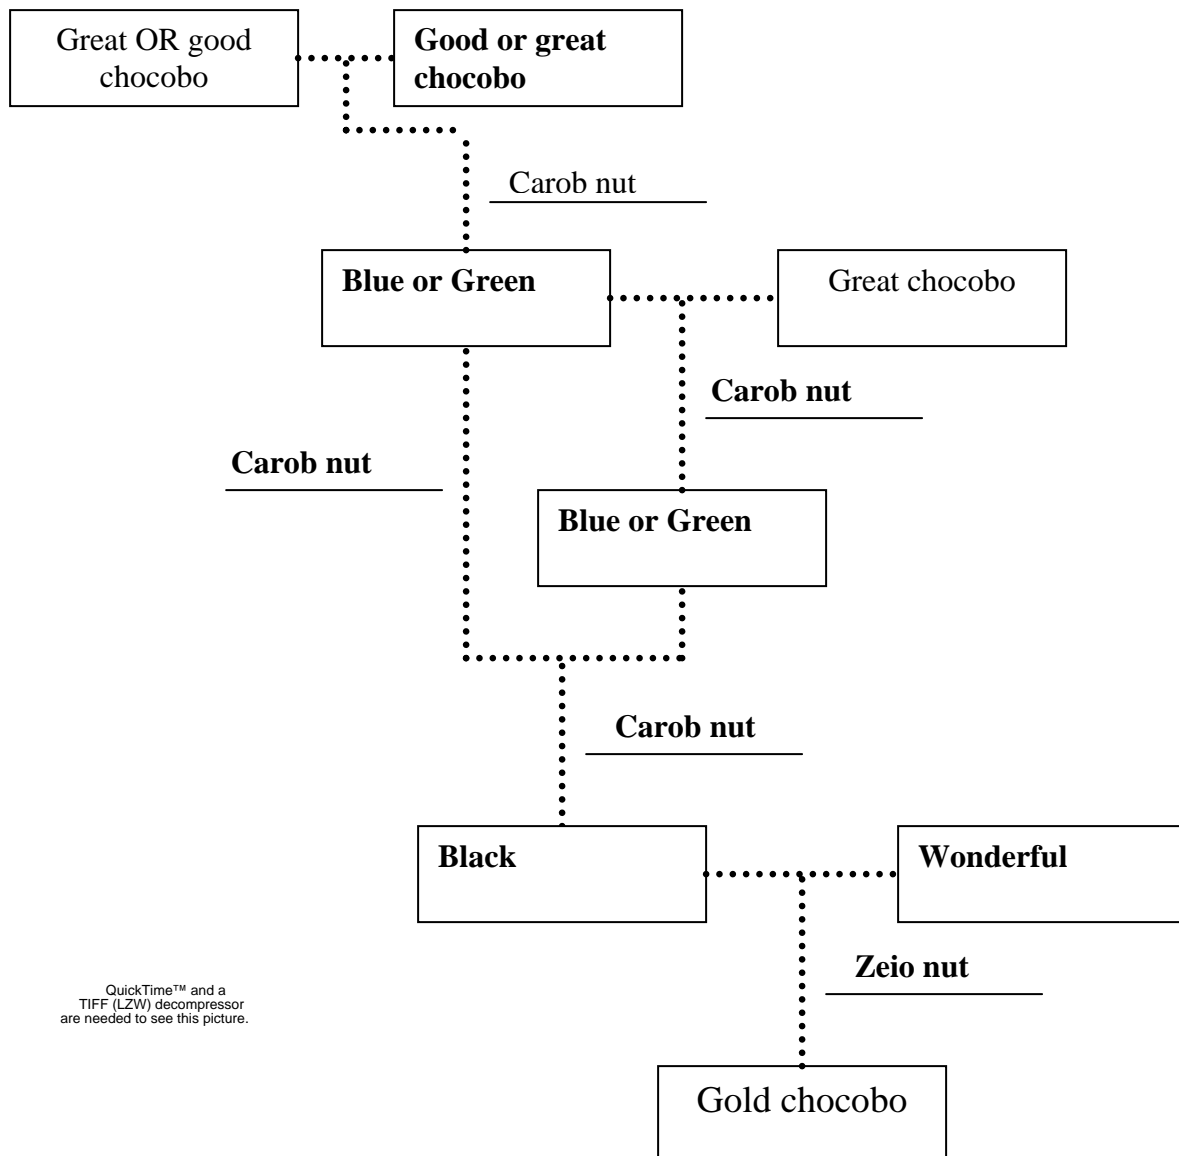 Great OR good
chocobo
Good or great
chocobo
Carob nut
Blue or Green
Great chocobo
Carob nut
Carob nut
Blue or Green
Carob nut
Black
Wonderful
Zeio nut
QuickTime™ and a
TIFF (LZW) decompressor
are needed to see this picture.
Gold chocobo